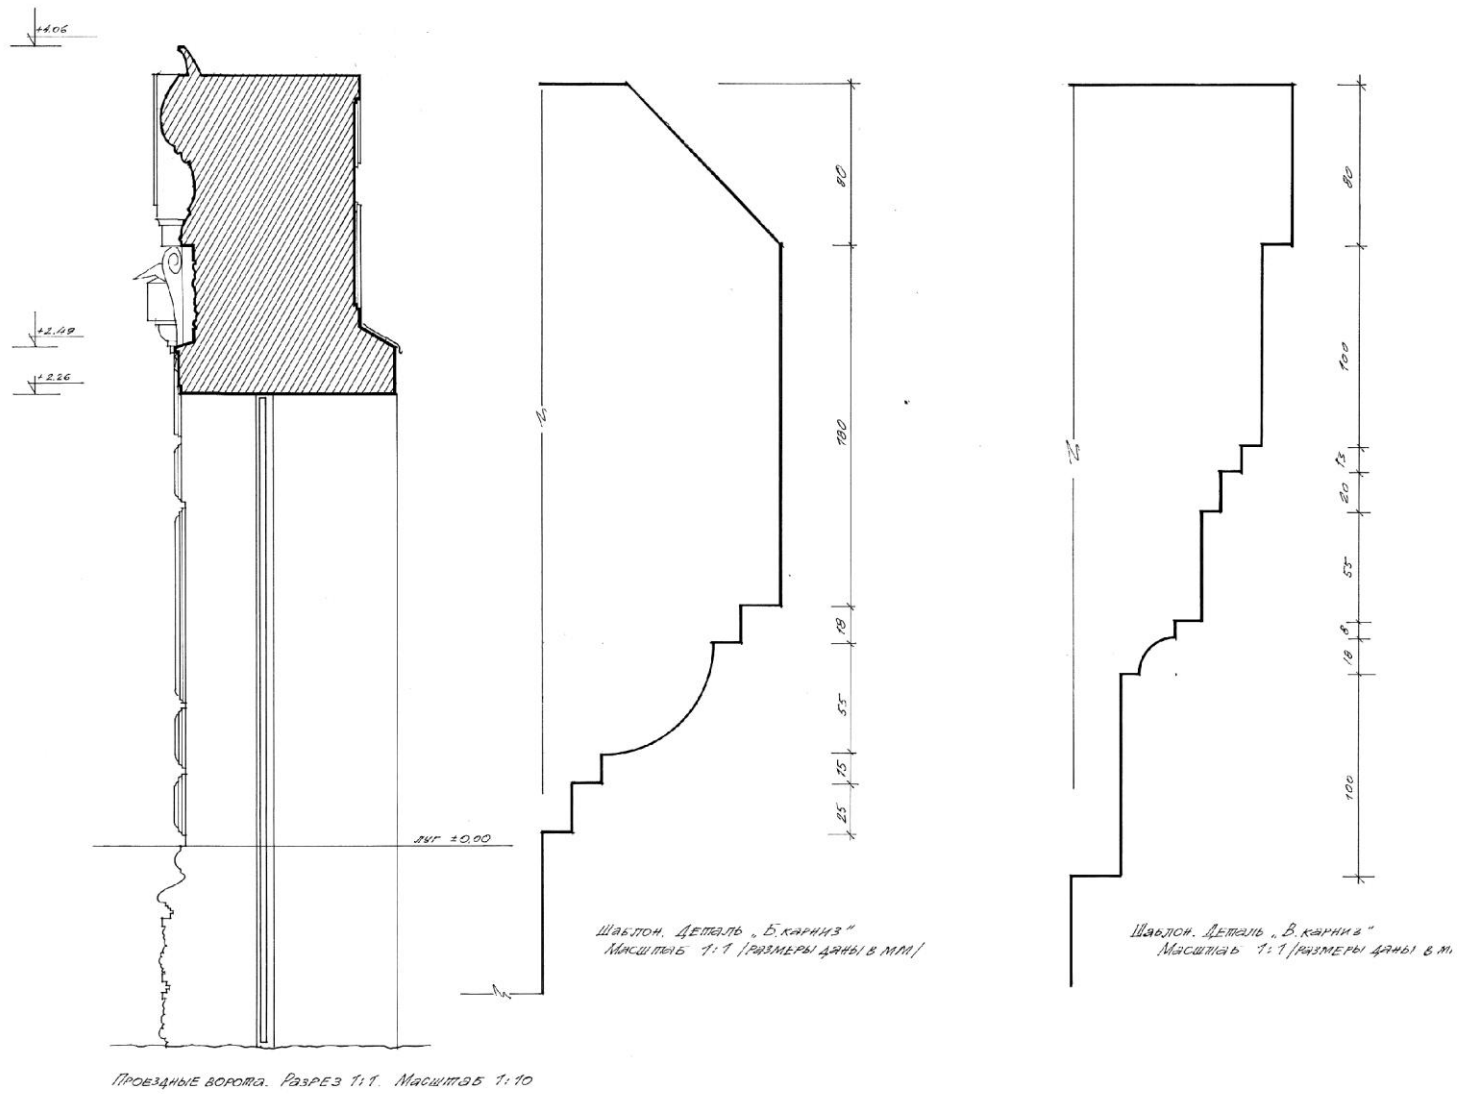 +4.06
+2.49
+2.26
луг ±0.00
Проездные ворота. Разрез 1:1. Масштаб 1:10
80
180
18
55
15
25
Шаблон. Деталь „Б.карниз"
Масштаб 1:1 /размеры даны в мм/
80
100
13
20
55
8
18
100
Шаблон. Деталь „В.карниз"
Масштаб 1:1 /размеры даны в м